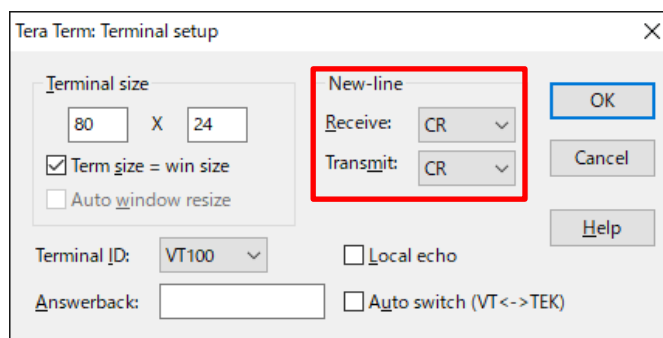 Tera Term: Terminal setup
Terminal size
80 X 24
Term size = win size
Auto window resize
New-line
Receive: CR
Transmit: CR
OK
Cancel
Help
Terminal ID: VT100
Local echo
Answerback:
Auto switch (VT<->TEK)